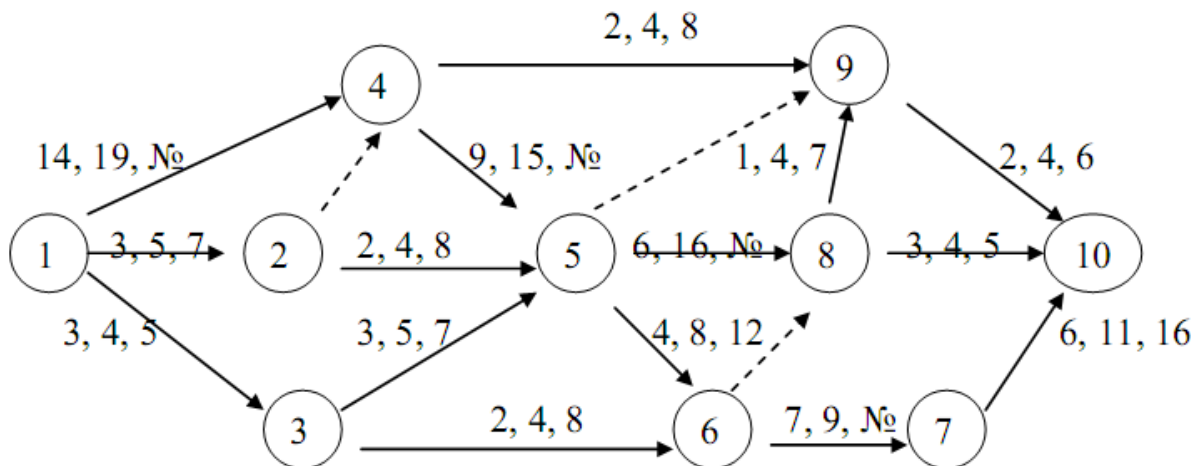 2, 4, 8
4
9
14, 19, №
9, 15, №
1, 4, 7
2, 4, 6
1
3, 5, 7
2
2, 4, 8
5
6, 16, №
8
3, 4, 5
10
3, 4, 5
3, 5, 7
4, 8, 12
6, 11, 16
3
2, 4, 8
6
7, 9, №
7